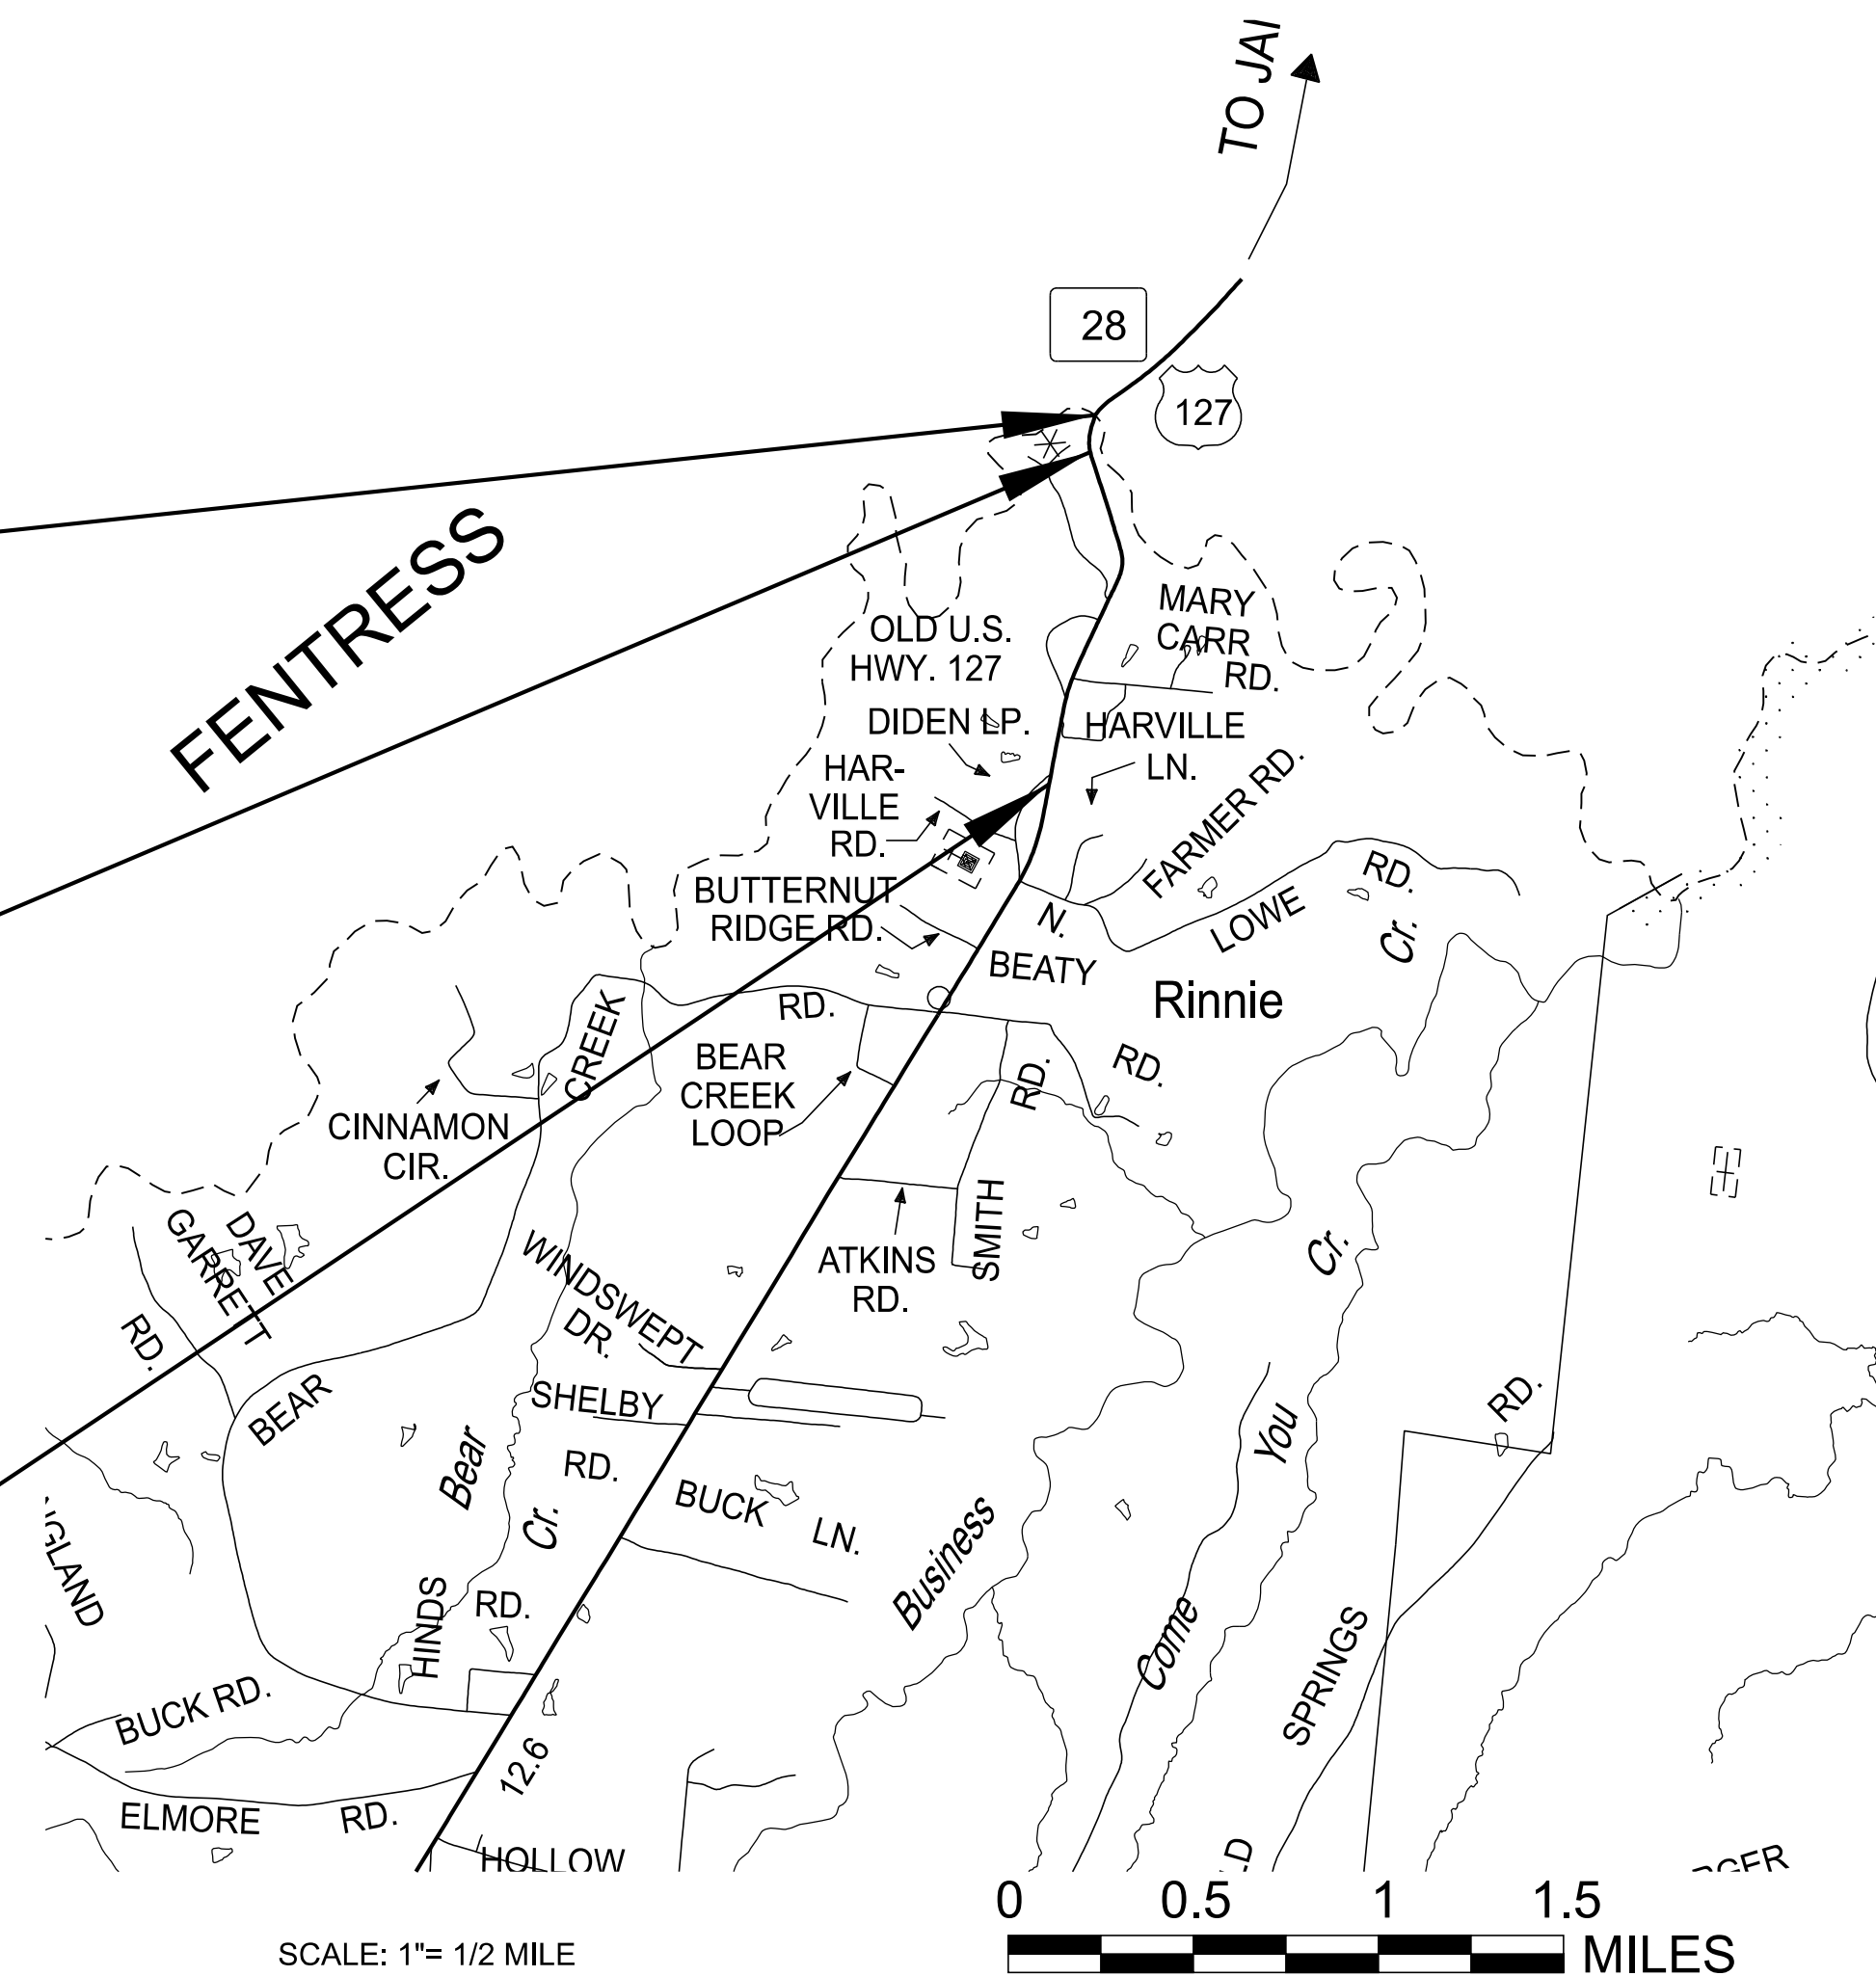 TO JA
28
127
FENTRESS
MARY
CARR
RD.
OLD U.S.
HWY. 127
DIDEN LP.
HARVILLE
LN.
HAR-
VILLE
RD.
FARMER RD.
BUTTERNUT
RIDGE RD.
N.
BEATY
LOWE
RD.
Cr.
Rinnie
RD.
CREEK
BEAR
CREEK
LOOP
RD.
RD.
CINNAMON
CIR.
DAVE
GARRETT
RD.
WINDSWEPT
DR.
ATKINS
RD.
SMITH
Cr.
BEAR
SHELBY
RD.
Bear
Cr.
BUCK
LN.
You
RD.
Business
Come
HINDS
RD.
SPRINGS
BUCK RD.
12.6
ELMORE
RD.
HOLLOW
LD
0 0.5 1 1.5
MILES
SCALE: 1"= 1/2 MILE